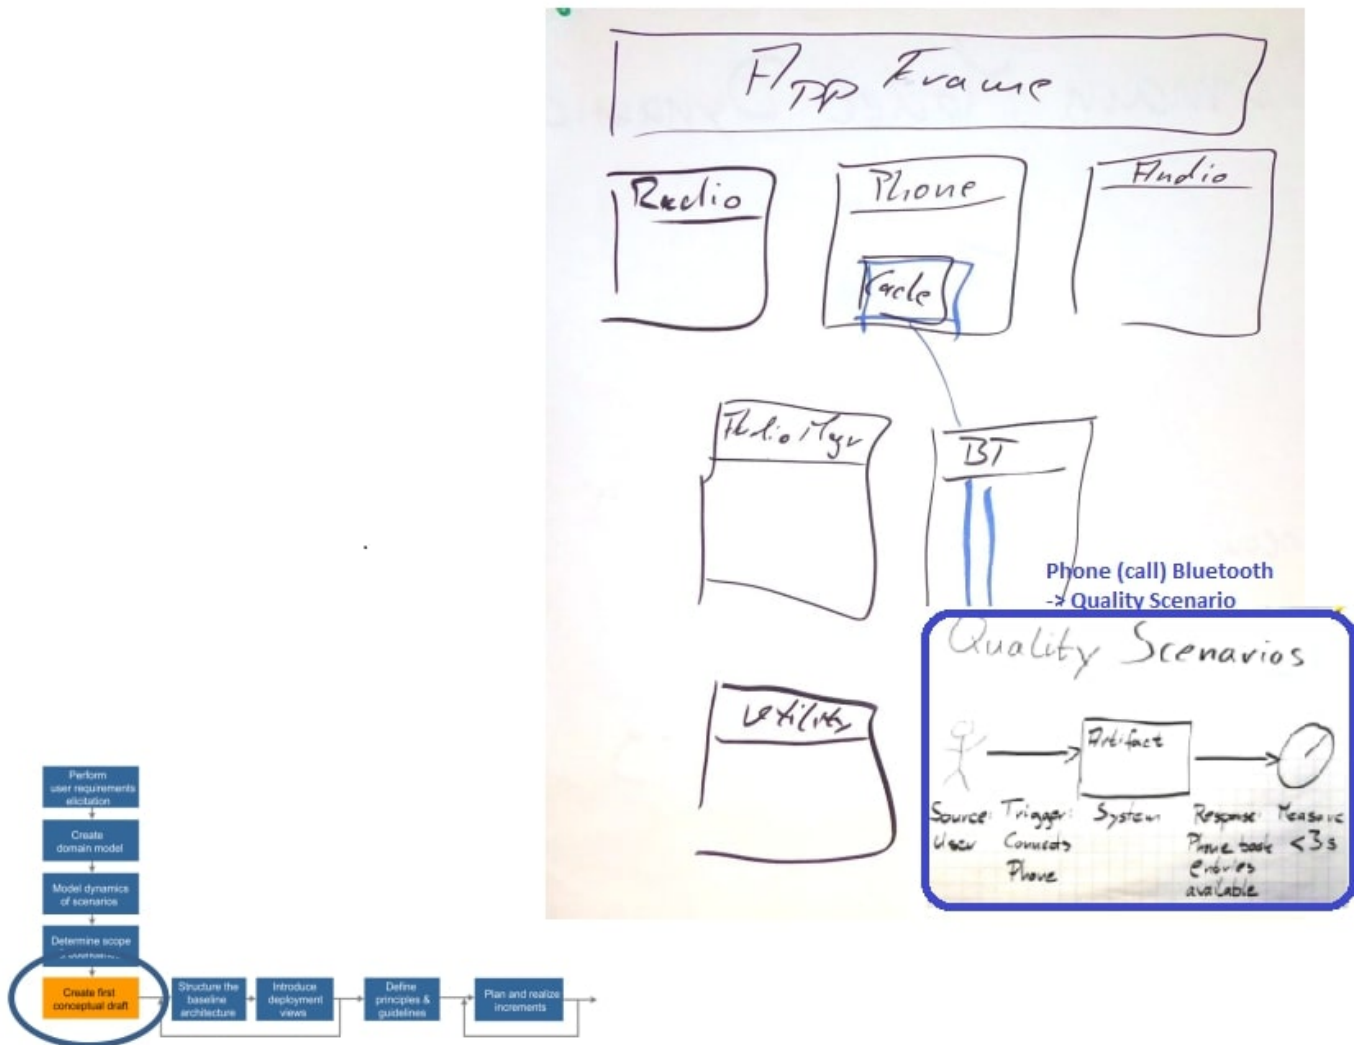 App Frame
Radio
Phone
Audio
Cache
Audio Mgr
BT
Phone (call) Bluetooth
-> Quality Scenario
Quality Scenarios
Artifact
Source:
User
Trigger:
Connects
Phone
System
Response:
Phone book
entries
available
Measure
<3s
Utility
Perform
user requirements
elicitation
Create
domain model
Model dynamics
of scenarios
Determine scope
Create first
conceptual draft
Structure the
baseline
architecture
Introduce
deployment
views
Define
principles &
guidelines
Plan and realize
increments